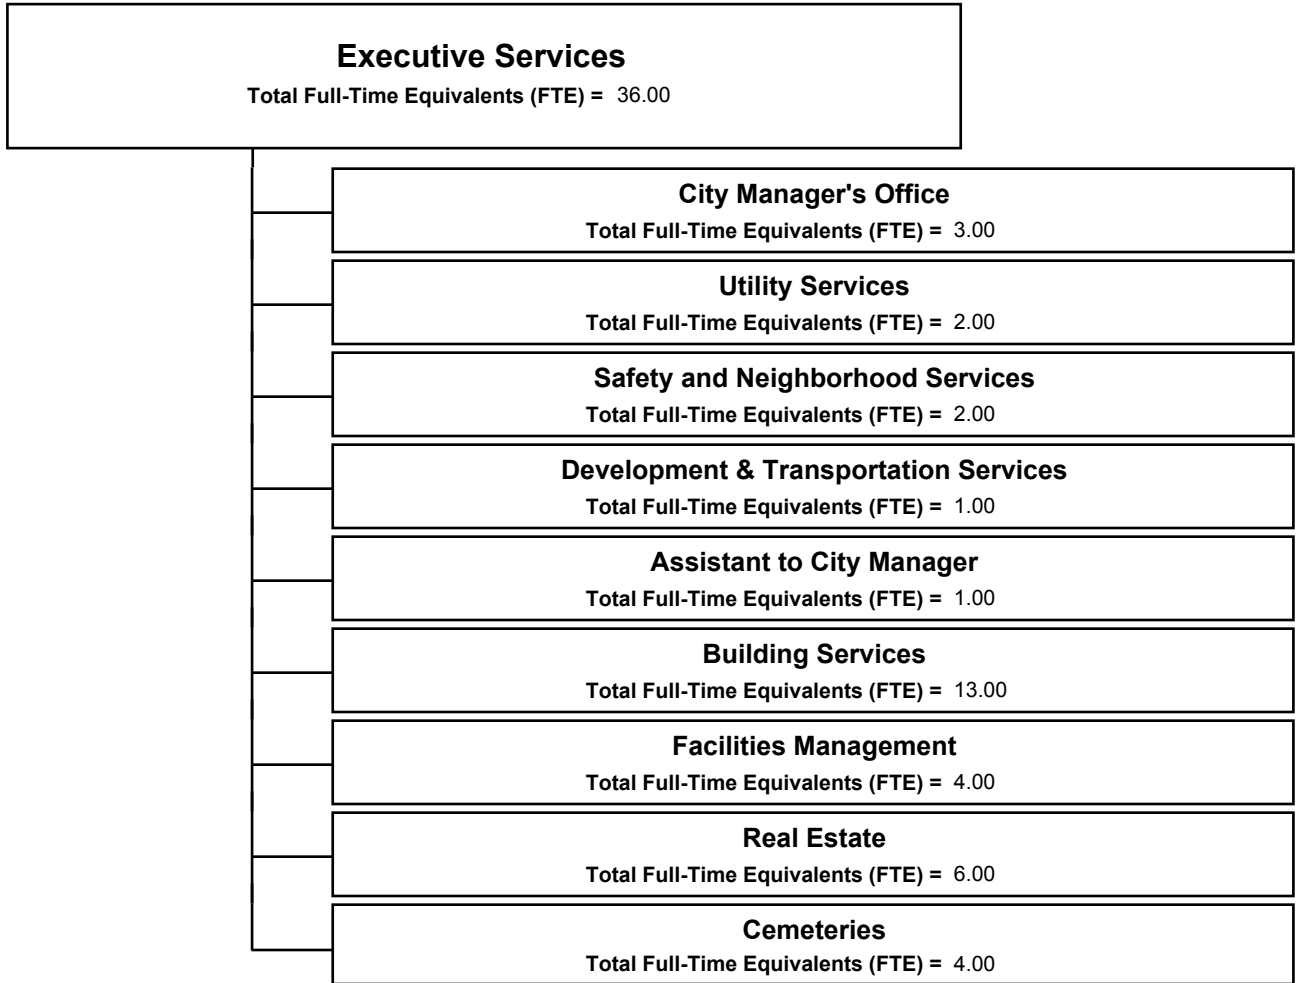 Executive Services
Total Full-Time Equivalents (FTE) = 36.00
City Manager's Office
Total Full-Time Equivalents (FTE) = 3.00
Utility Services
Total Full-Time Equivalents (FTE) = 2.00
Safety and Neighborhood Services
Total Full-Time Equivalents (FTE) = 2.00
Development & Transportation Services
Total Full-Time Equivalents (FTE) = 1.00
Assistant to City Manager
Total Full-Time Equivalents (FTE) = 1.00
Building Services
Total Full-Time Equivalents (FTE) = 13.00
Facilities Management
Total Full-Time Equivalents (FTE) = 4.00
Real Estate
Total Full-Time Equivalents (FTE) = 6.00
Cemeteries
Total Full-Time Equivalents (FTE) = 4.00